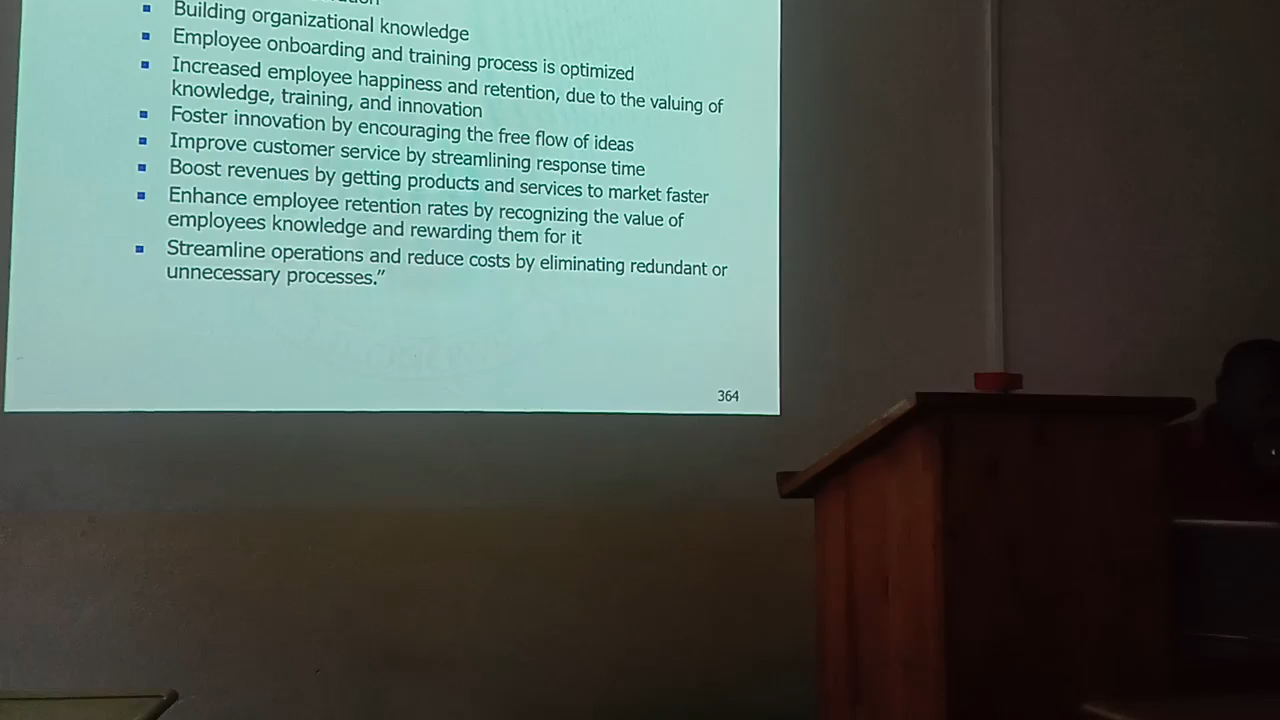 Building organizational knowledge
Employee onboarding and training process is optimized
Increased employee happiness and retention, due to the valuing of
knowledge, training, and innovation
Foster innovation by encouraging the free flow of ideas
Improve customer service by streamlining response time
Boost revenues by getting products and services to market faster
Enhance employee retention rates by recognizing the value of
employees knowledge and rewarding them for it
Streamline operations and reduce costs by eliminating redundant or
unnecessary processes.”
364